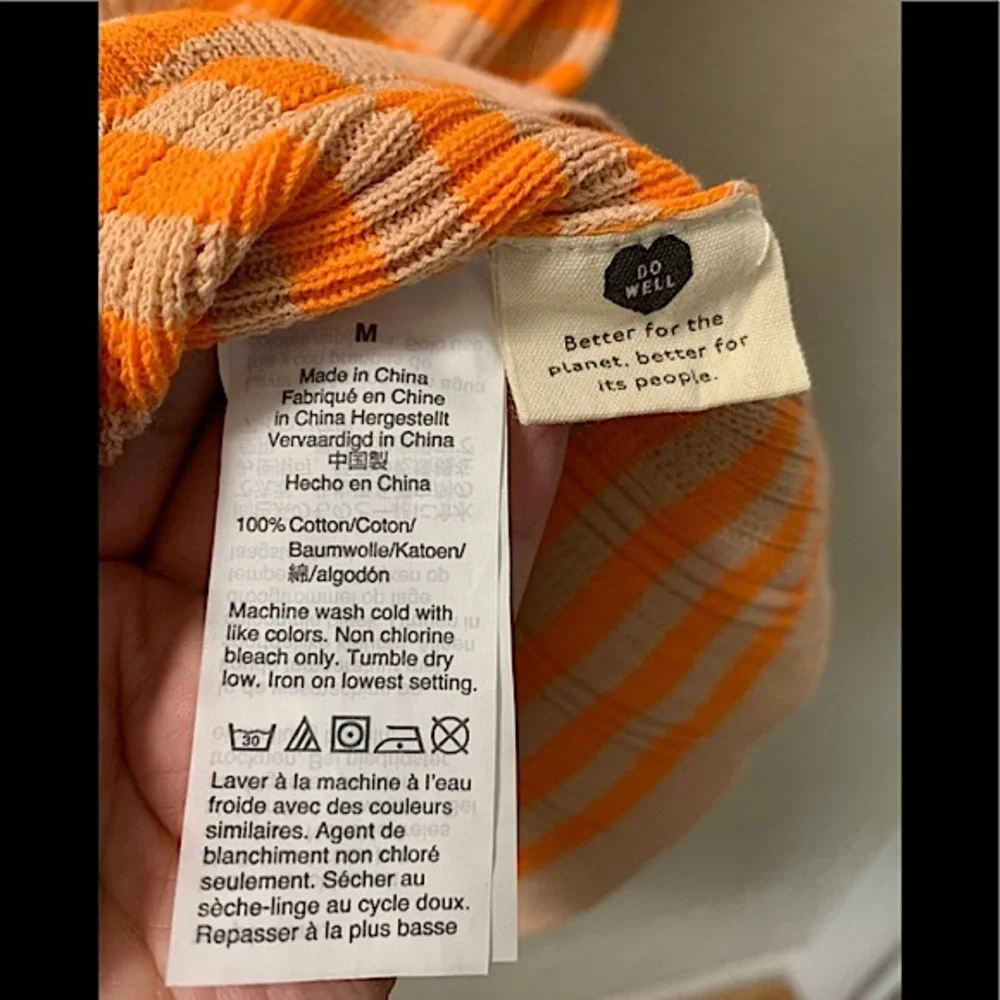 M
Made in China
Fabriqué en Chine
in China Hergestellt
Vervaardigd in China
中国製
Hecho en China
100% Cotton/Coton/
Baumwolle/Katoen/
綿/algodón
Machine wash cold with
like colors. Non chlorine
bleach only. Tumble dry
low. Iron on lowest setting.
30
Laver à la machine à l'eau
froide avec des couleurs
similaires. Agent de
blanchiment non chloré
seulement. Sécher au
sèche-linge au cycle doux.
Repasser à la plus basse
DO
WELL
Better for the
planet, better for
its people.